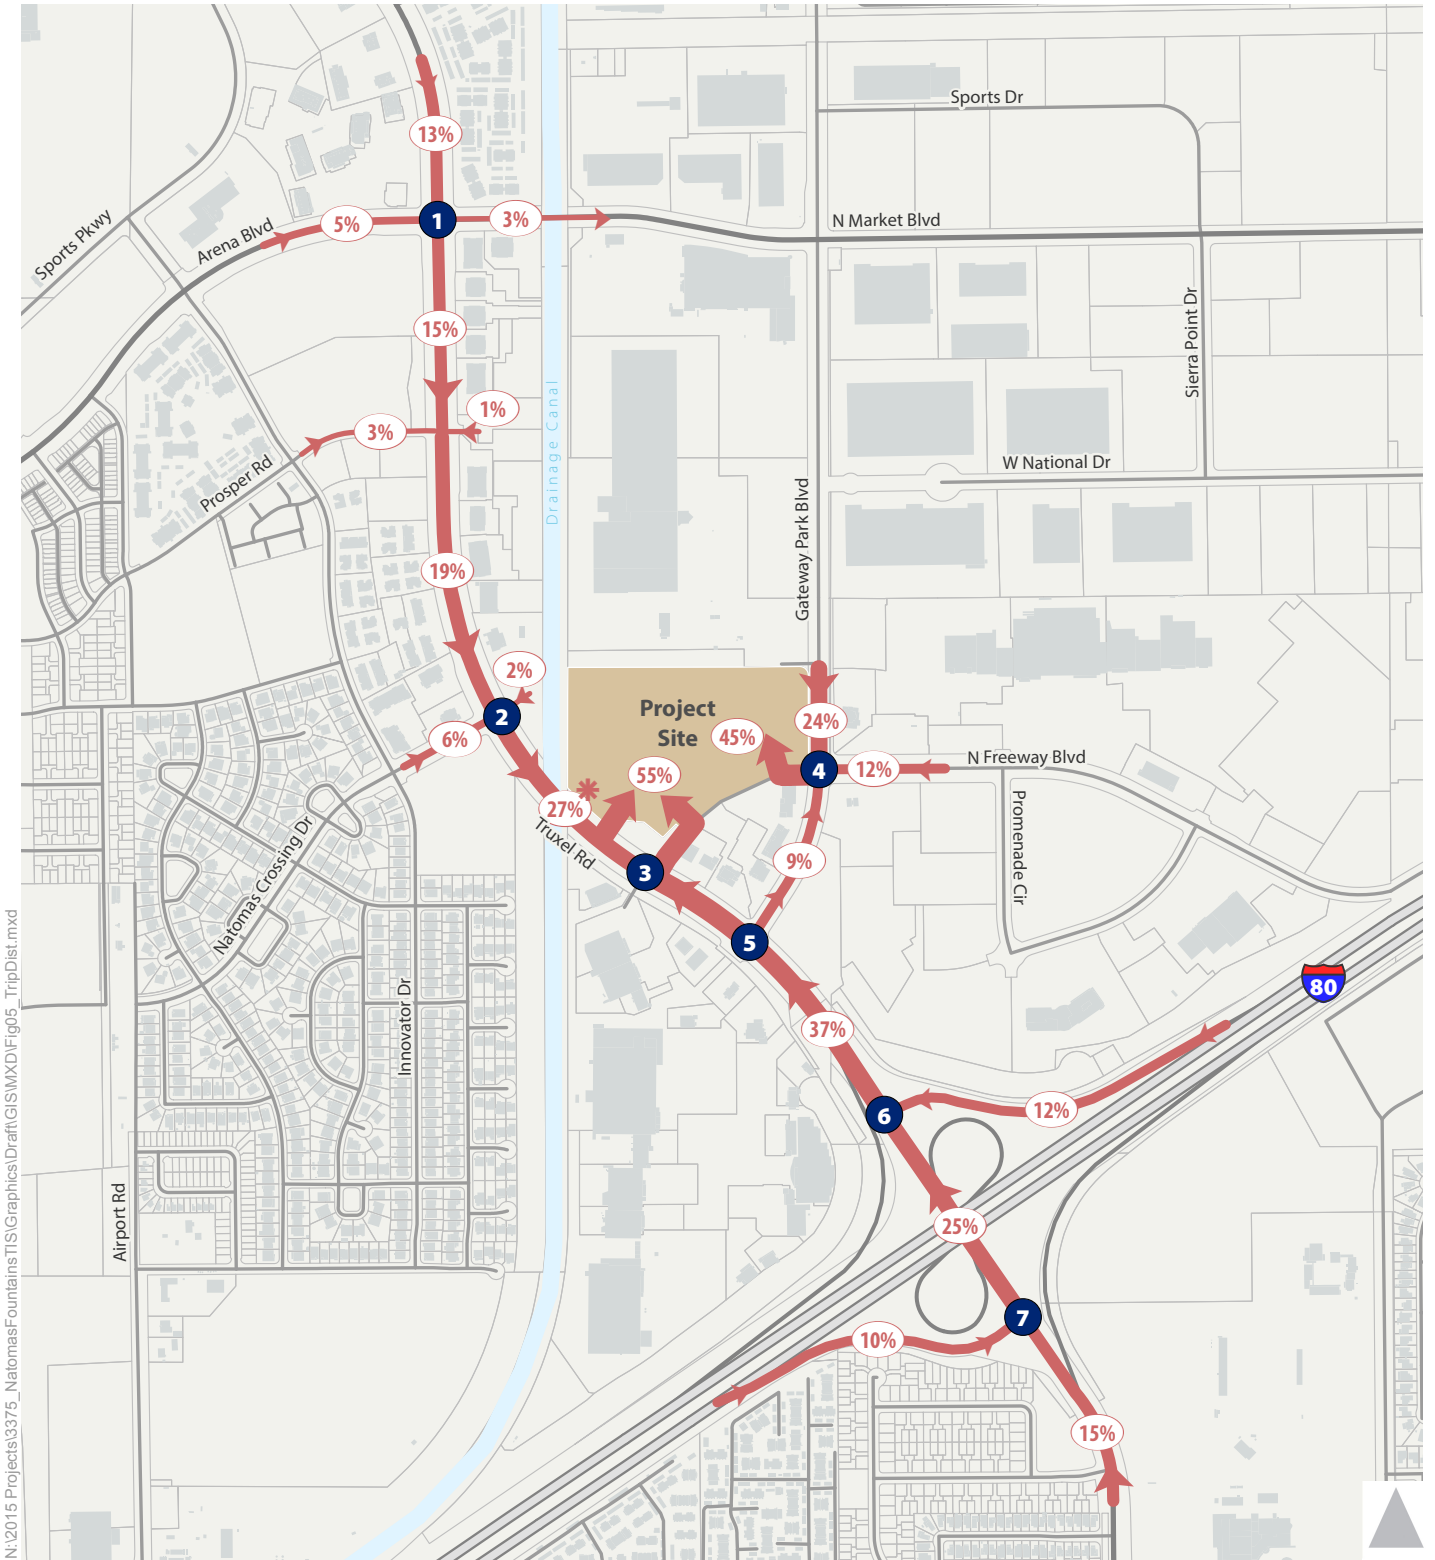 Sports Dr
13%
N Market Blvd
5%
1
3%
Arena Blvd
Sports Pkwy
15%
Sierra Point Dr
Drainage Canal
1%
3%
W National Dr
Prosper Rd
Gateway Park Blvd
19%
2%
2
6%
Project
Site
45%
24%
4
12%
N Freeway Blvd
55%
27%
Truxel Rd
Promenade Cir
3
9%
Natomas Crossing Dr
5
Innovator Dr
80
37%
6
12%
Airport Rd
25%
7
10%
15%
N:\2015 Projects\3375_NatomasFountainsTIS\Graphics\Draft\GIS\MXD\Fig05_TripDist.mxd